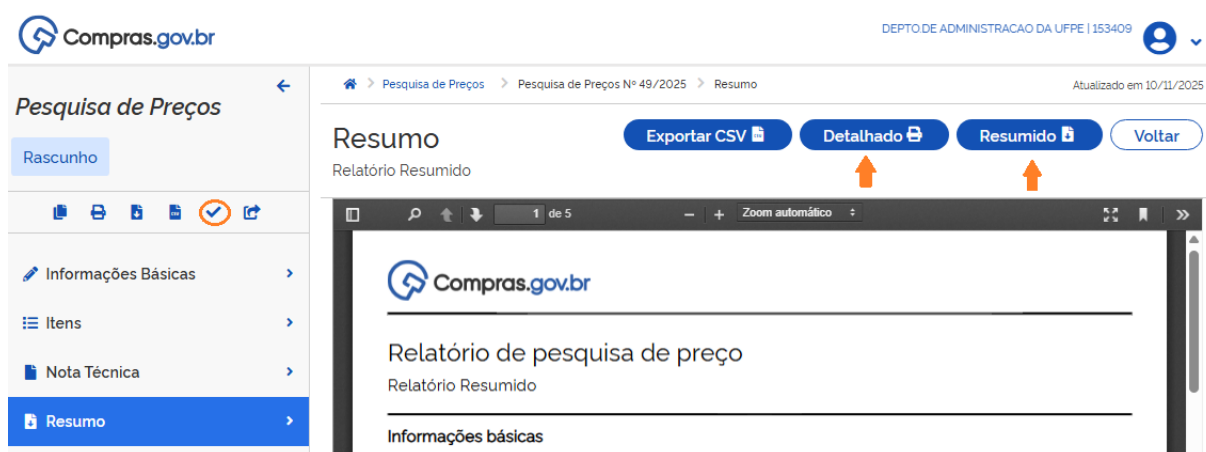 Compras.gov.br
DEPTO.DE ADMINISTRACAO DA UFPE | 153409
Pesquisa de Preços
Rascunho
Informações Básicas
Itens
Nota Técnica
Resumo
Pesquisa de Preços > Pesquisa de Preços Nº 49/2025 > Resumo
Atualizado em 10/11/2025
Resumo
Relatório Resumido
Exportar CSV
Detalhado
Resumido
Voltar
1 de 5
Zoom automático
Compras.gov.br
Relatório de pesquisa de preço
Relatório Resumido
Informações básicas